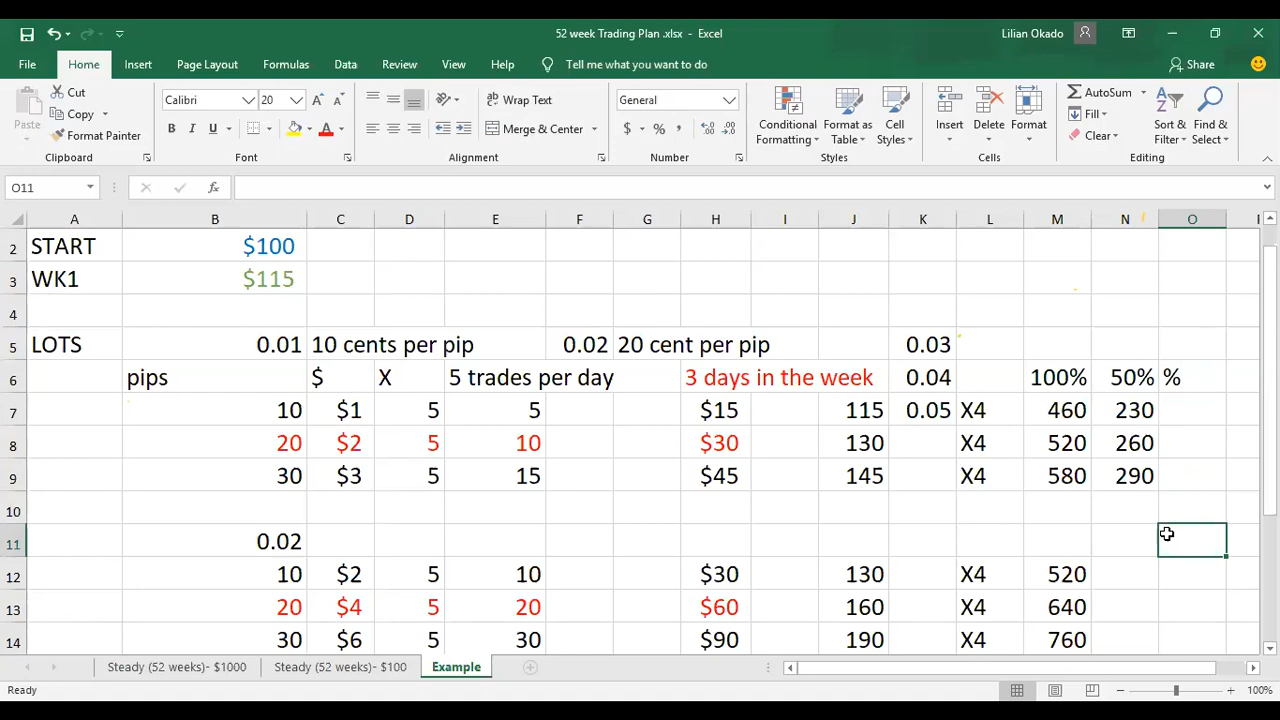 52 week Trading Plan .xlsx - Excel
Lilian Okado
File Home Insert Page Layout Formulas Data Review View Help Tell me what you want to do Share
Paste Cut Copy Format Painter
Clipboard
Calibri 20
B I U A
Font
Wrap Text
Merge & Center
Alignment
General
$ % ,
Number
Conditional Formatting Format as Table Cell Styles
Styles
Insert Delete Format
Cells
AutoSum
Fill
Clear
Sort & Filter Find & Select
Editing
O11 fx
A B C D E F G H I J K L M N O
2 START $100
3 WK1 $115
4
5 LOTS 0.01 10 cents per pip 0.02 20 cent per pip 0.03
6 pips $ X 5 trades per day 3 days in the week 0.04 100% 50% %
7 10 $1 5 5 $15 115 0.05 X4 460 230
8 20 $2 5 10 $30 130 X4 520 260
9 30 $3 5 15 $45 145 X4 580 290
10
11 0.02
12 10 $2 5 10 $30 130 X4 520
13 20 $4 5 20 $60 160 X4 640
14 30 $6 5 30 $90 190 X4 760
Steady (52 weeks)- $1000 Steady (52 weeks)- $100 Example
Ready 100%